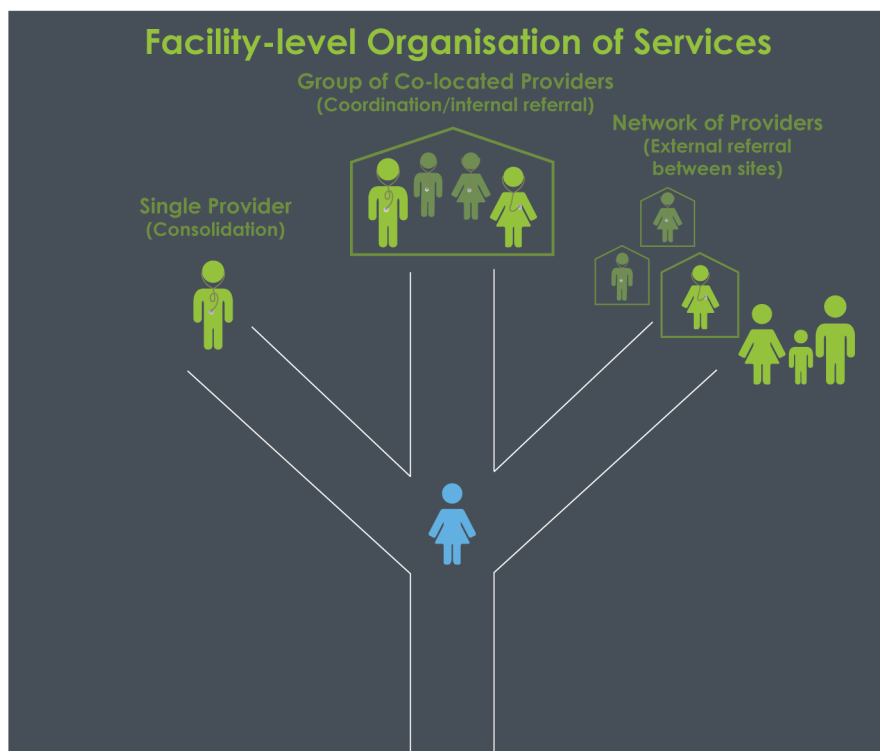 Facility-level Organisation of Services
Group of Co-located Providers
(Coordination/internal referral)
Network of Providers
(External referral
between sites)
Single Provider
(Consolidation)